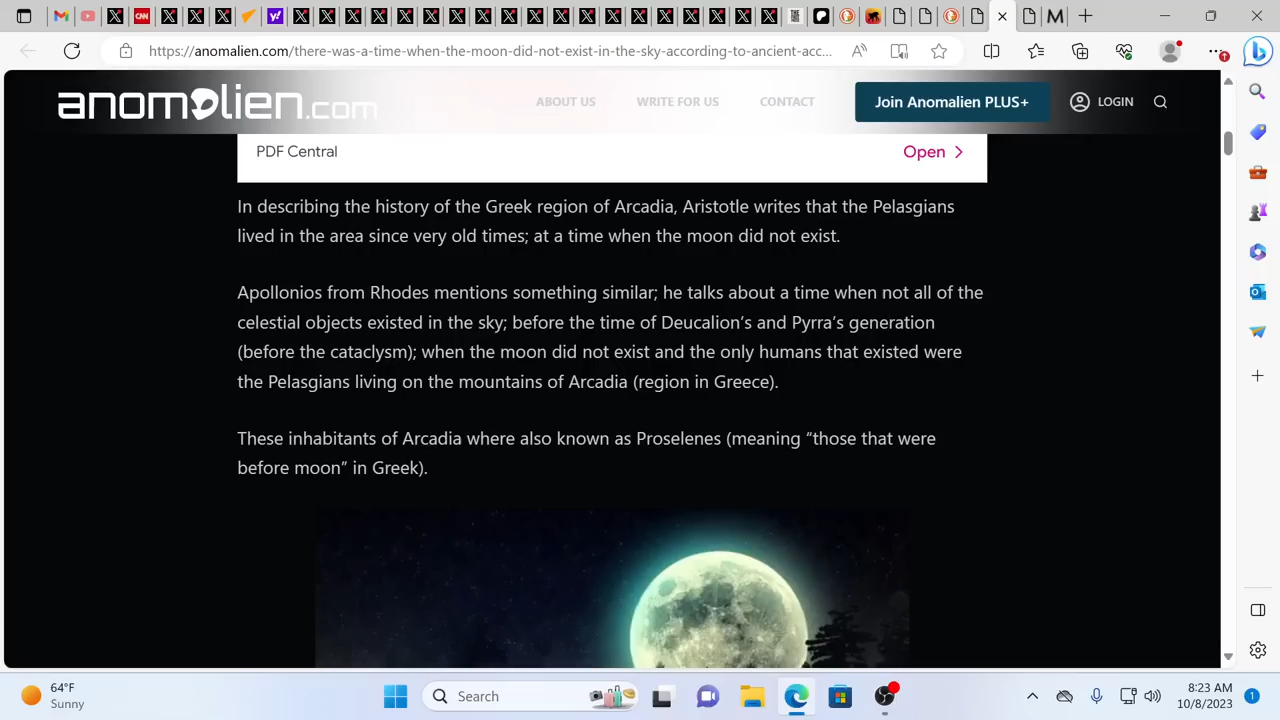 https://anomalien.com/there-was-a-time-when-the-moon-did-not-exist-in-the-sky-according-to-ancient-acc...
anomalien.com
ABOUT US
WRITE FOR US
CONTACT
Join Anomalien PLUS+
LOGIN
PDF Central
Open
In describing the history of the Greek region of Arcadia, Aristotle writes that the Pelasgians
lived in the area since very old times; at a time when the moon did not exist.
Apollonios from Rhodes mentions something similar; he talks about a time when not all of the
celestial objects existed in the sky; before the time of Deucalion’s and Pyrra’s generation
(before the cataclysm); when the moon did not exist and the only humans that existed were
the Pelasgians living on the mountains of Arcadia (region in Greece).
These inhabitants of Arcadia where also known as Proselenes (meaning “those that were
before moon” in Greek).
64°F
Sunny
Search
8:23 AM
10/8/2023
1